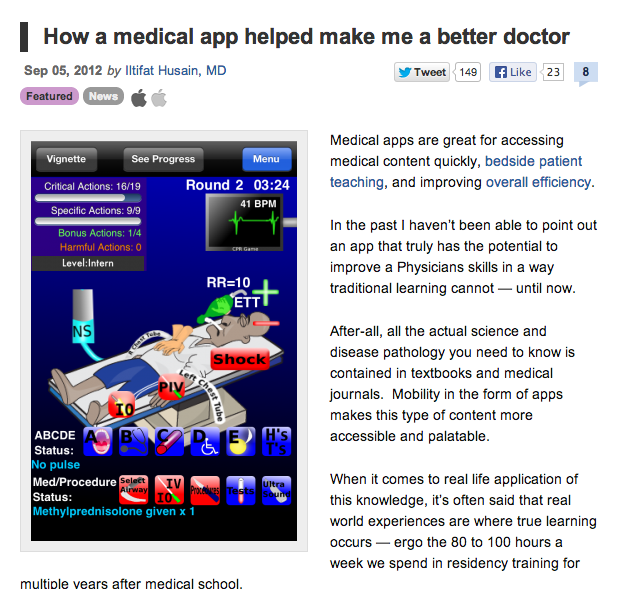 How a medical app helped make me a better doctor
Sep 05, 2012 by Iltifat Husain, MD
Tweet 149 Like 23 8
Featured News
Vignette See Progress Menu
Critical Actions: 16/19
Round 2 03:24
Specific Actions: 9/9
41 BPM
Bonus Actions: 1/4
Harmful Actions: 0
CPR Game
Level:Intern
RR=10
ETT
NS
R Chest Tube
Shock
PIV
Left Chest Tube
IO
ABCDE
Status:
A B C D E H'S
T'S
No pulse
Med/Procedure
Status:
Select
Airway
IV
IO
Procedures
Tests
Ultra
Sound
Methylprednisolone given x 1
Medical apps are great for accessing
medical content quickly, bedside patient
teaching, and improving overall efficiency.
In the past I haven't been able to point out
an app that truly has the potential to
improve a Physicians skills in a way
traditional learning cannot — until now.
After-all, all the actual science and
disease pathology you need to know is
contained in textbooks and medical
journals. Mobility in the form of apps
makes this type of content more
accessible and palatable.
When it comes to real life application of
this knowledge, it's often said that real
world experiences are where true learning
occurs — ergo the 80 to 100 hours a
week we spend in residency training for
multiple years after medical school.